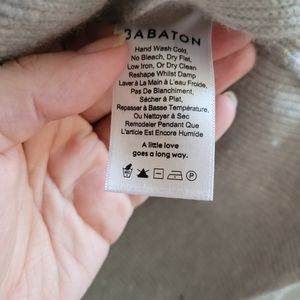 BABATON
Hand Wash Cold,
No Bleach, Dry Flat,
Low Iron, Or Dry Clean
Reshape Whilst Damp
Laver À La Main À L'eau Froide,
Pas De Blanchiment,
Sécher à Plat,
Repasser à Basse Température,
Ou Nettoyer à Sec
Remodeler Pendant Que
L'article Est Encore Humide
A little love
goes a long way.
P